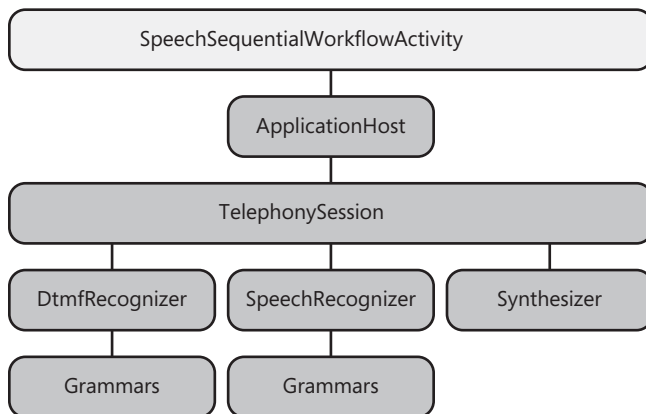 SpeechSequentialWorkflowActivity
ApplicationHost
TelephonySession
DtmfRecognizer
SpeechRecognizer
Synthesizer
Grammars
Grammars